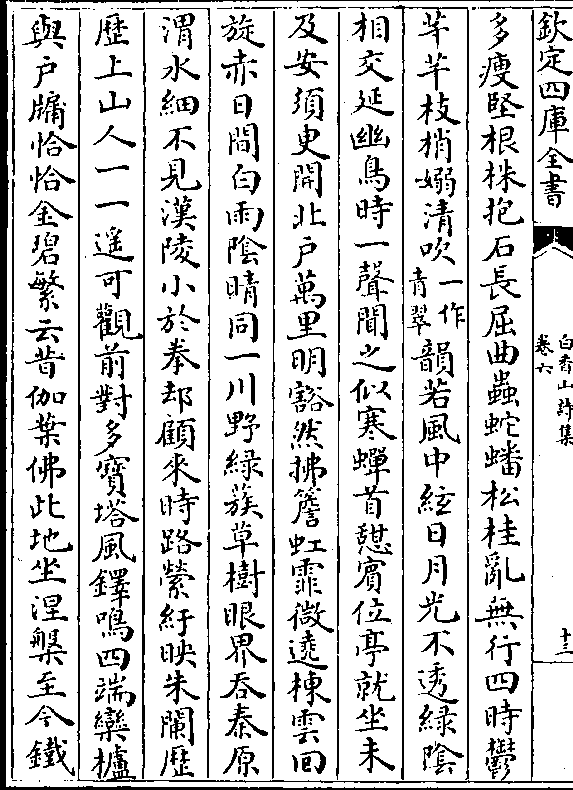 欽定四庫全書
白香山詩集
卷六
十三
多瘦堅根株抱石長屈曲蟲蛇蟠松桂亂無行四時鬱
芊芊枝梢嫋清吹一作青翠韻若風中絃日月光不透綠陰
相交延幽鳥時一聲聞之似寒蟬首憇賔位亭就坐未
及安須更開北户萬里明豁然拂簷虹霏微遶棟雲回
旋赤日間白雨陰晴同一川野綠蔟草樹眼界吞秦原
渭水細不見漢陵小於拳却顧來時路縈紆映朱闌歴
歴上山人一一遥可觀前對多寶塔風鐸鳴四端欒櫨
與户牖恰恰金碧繁云昔伽葉佛此地坐涅槃至今鐵